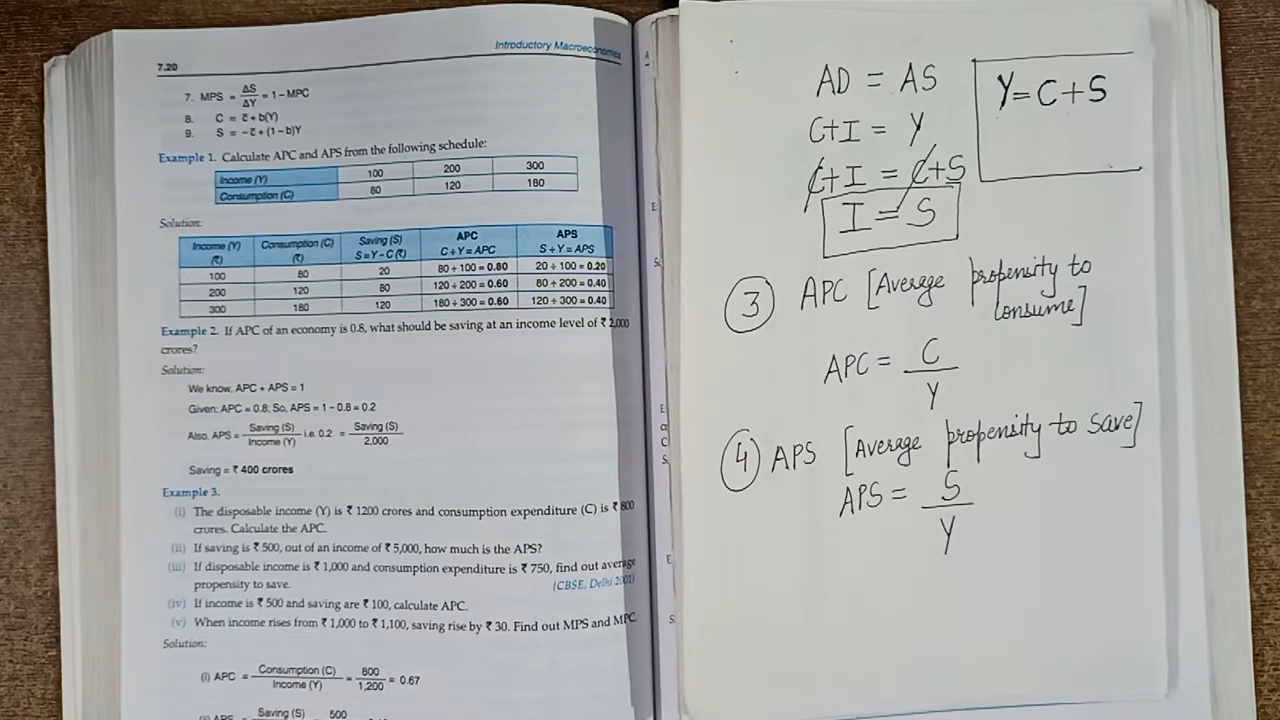 7.20
Introductory Macroeconomics
7. MPS = ΔS/ΔY = 1 – MPC
8. C = c̄ + b(Y)
9. S = –c̄ + (1 – b)Y
Example 1. Calculate APC and APS from the following schedule:
Income (Y) 100 200 300
Consumption (C) 80 120 180
Solution:
Income (Y) (₹) Consumption (C) (₹) Saving (S) S = Y – C (₹) APC C ÷ Y = APC APS S ÷ Y = APS
100 80 20 80 ÷ 100 = 0.80 20 ÷ 100 = 0.20
200 120 80 120 ÷ 200 = 0.60 80 ÷ 200 = 0.40
300 180 120 180 ÷ 300 = 0.60 120 ÷ 300 = 0.40
Example 2. If APC of an economy is 0.8, what should be saving at an income level of ₹ 2,000
crores?
Solution:
We know, APC + APS = 1
Given: APC = 0.8; So, APS = 1 – 0.8 = 0.2
Also, APS = Saving (S)/Income (Y) i.e. 0.2 = Saving (S)/2,000
Saving = ₹ 400 crores
Example 3.
(i) The disposable income (Y) is ₹ 1200 crores and consumption expenditure (C) is ₹ 800
crores. Calculate the APC.
(ii) If saving is ₹ 500, out of an income of ₹ 5,000, how much is the APS?
(iii) If disposable income is ₹ 1,000 and consumption expenditure is ₹ 750, find out average
propensity to save. (CBSE, Delhi 2001)
(iv) If income is ₹ 500 and saving are ₹ 100, calculate APC.
(v) When income rises from ₹ 1,000 to ₹ 1,100, saving rise by ₹ 30. Find out MPS and MPC.
Solution:
(i) APC = Consumption (C)/Income (Y) = 800/1,200 = 0.67
Saving (S) 500
AD = AS
C+I = Y
C+I = C+S
I = S
Y = C+S
③ APC [Average propensity to
consume]
APC = C/Y
④ APS [Average propensity to save]
APS = S/Y